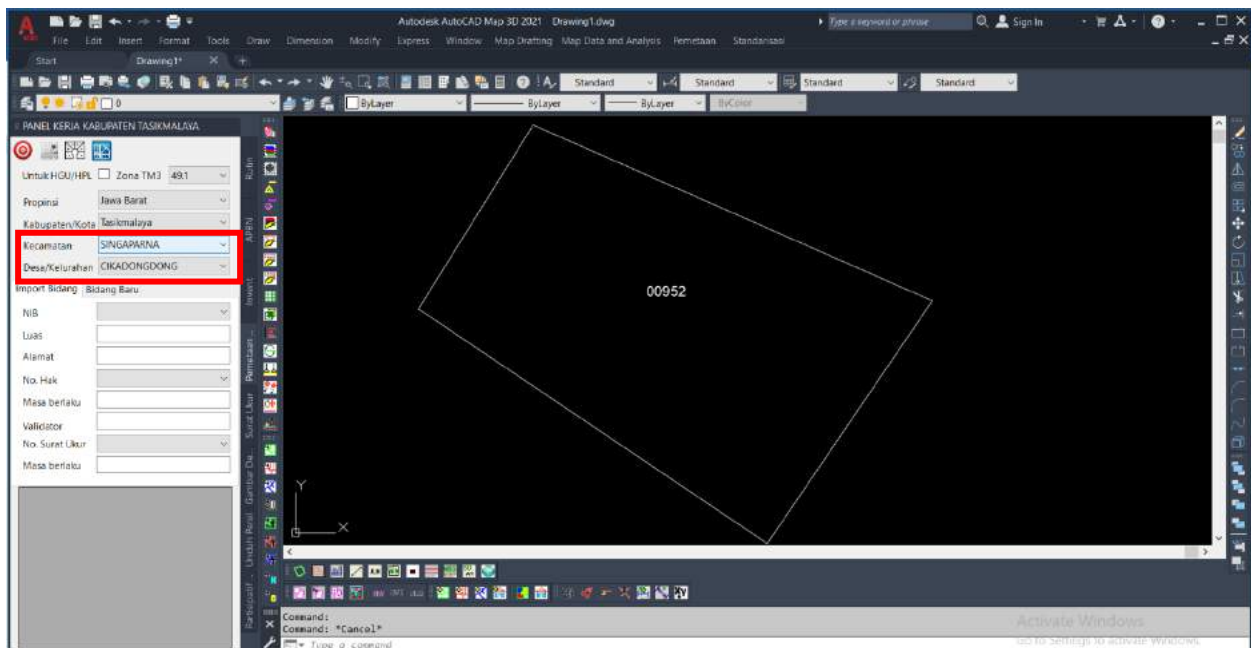 Autodesk AutoCAD Map 3D 2021 Drawing1.dwg
Type a keyword or phrase
Sign In
File Edit Insert Format Tools Draw Dimension Modify Express Window Map Drafting Map Data and Analysis Pemetaan Standarisasi
Start Drawing1*
Standard Standard Standard Standard
0 ByLayer ByLayer ByLayer ByColor
PANEL KERJA KABUPATEN TASIKMALAYA
Untuk HGU/HPL Zona TM3 49.1
Propinsi Jawa Barat
Kabupaten/Kota Tasikmalaya
Kecamatan SINGAPARNA
Desa/Kelurahan CIKADONGDONG
Import Bidang Bidang Baru
NIB
Luas
Alamat
No. Hak
Masa berlaku
Validator
No. Surat Ukur
Masa berlaku
Rutin
APBN
Invent
Pemetaan ...
Surat Ukur
Gambar De...
Unduh Persil
Partisipatif
00952
Y
X
Command:
Command: *Cancel*
Type a command
Activate Windows
Go to Settings to activate Windows.